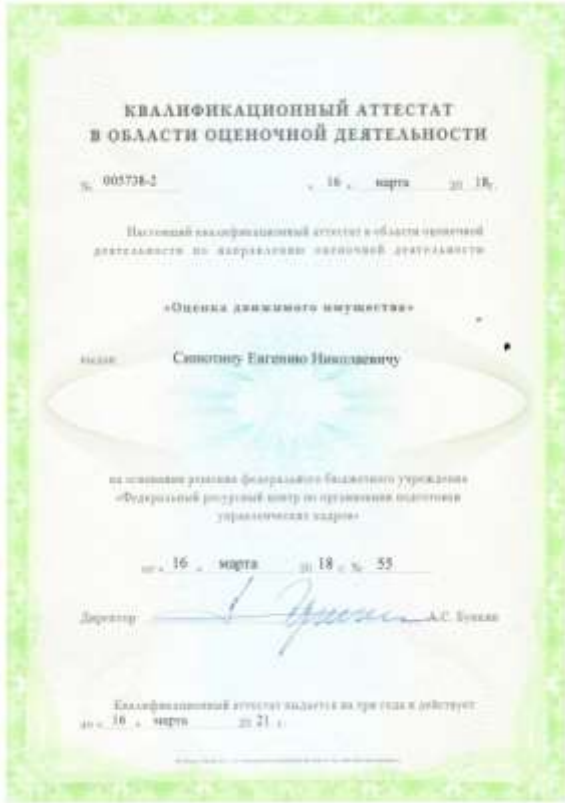 КВАЛИФИКАЦИОННЫЙ АТТЕСТАТ
В ОБЛАСТИ ОЦЕНОЧНОЙ ДЕЯТЕЛЬНОСТИ
№ 005738-2 « 16 » марта 20 18г.
Настоящий квалификационный аттестат в области оценочной
деятельности по направлению оценочной деятельности
«Оценка движимого имущества»
выдан Евгению Николаевичу
на основании решения федерального бюджетного учреждения
«Федеральный ресурсный центр по организации подготовки
управленческих кадров»
от « 16 » марта 20 18 г. № 55
Директор А.С. Бункин
Квалификационный аттестат выдается на три года и действует
до « 16 » марта 20 21 г.